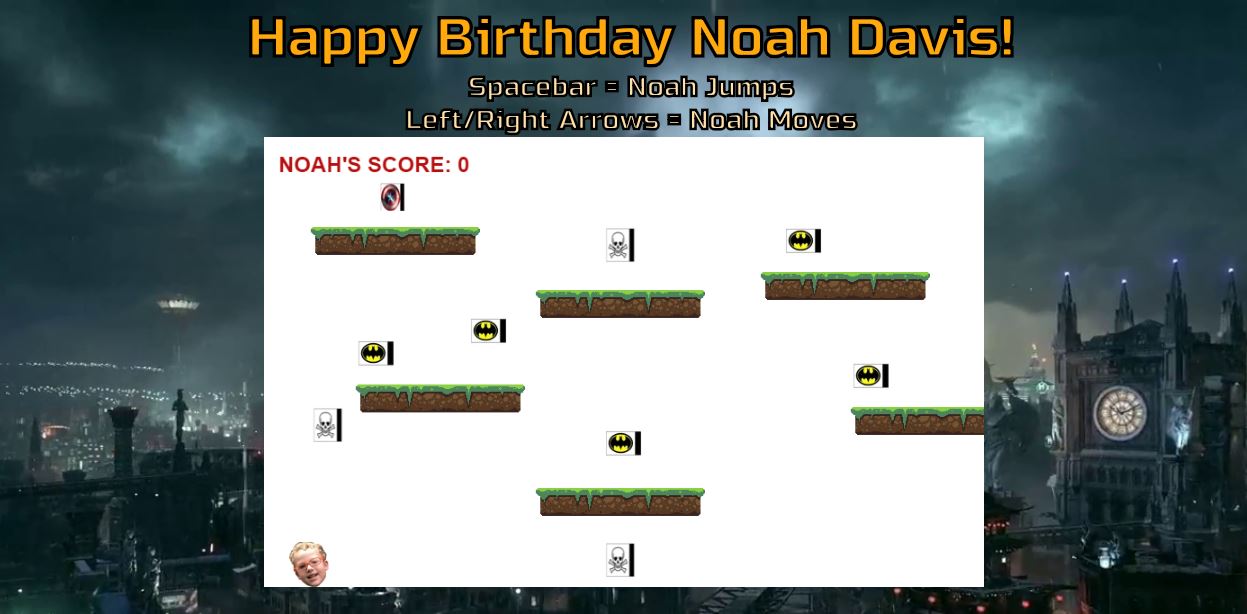 Happy Birthday Noah Davis!
Spacebar = Noah Jumps
Left/Right Arrows = Noah Moves
NOAH'S SCORE: 0